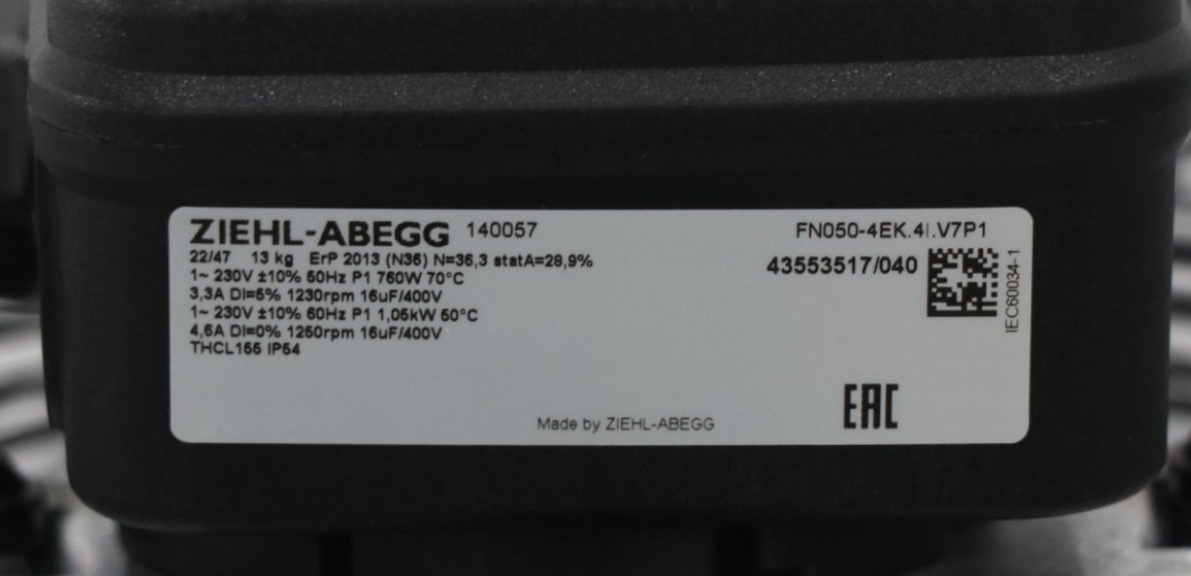 ZIEHL-ABEGG 140057 FN050-4EK.4I.V7P1
22/47 13 kg ErP 2013 (N36) N=36,3 statA=28,9%
43553517/040
1~ 230V ±10% 50Hz P1 760W 70°C
3,3A DI=5% 1230rpm 16uF/400V
1~ 230V ±10% 60Hz P1 1,05kW 50°C
4,6A DI=0% 1250rpm 16uF/400V
THCL155 IP54
IEC60034-1
EAC
Made by ZIEHL-ABEGG